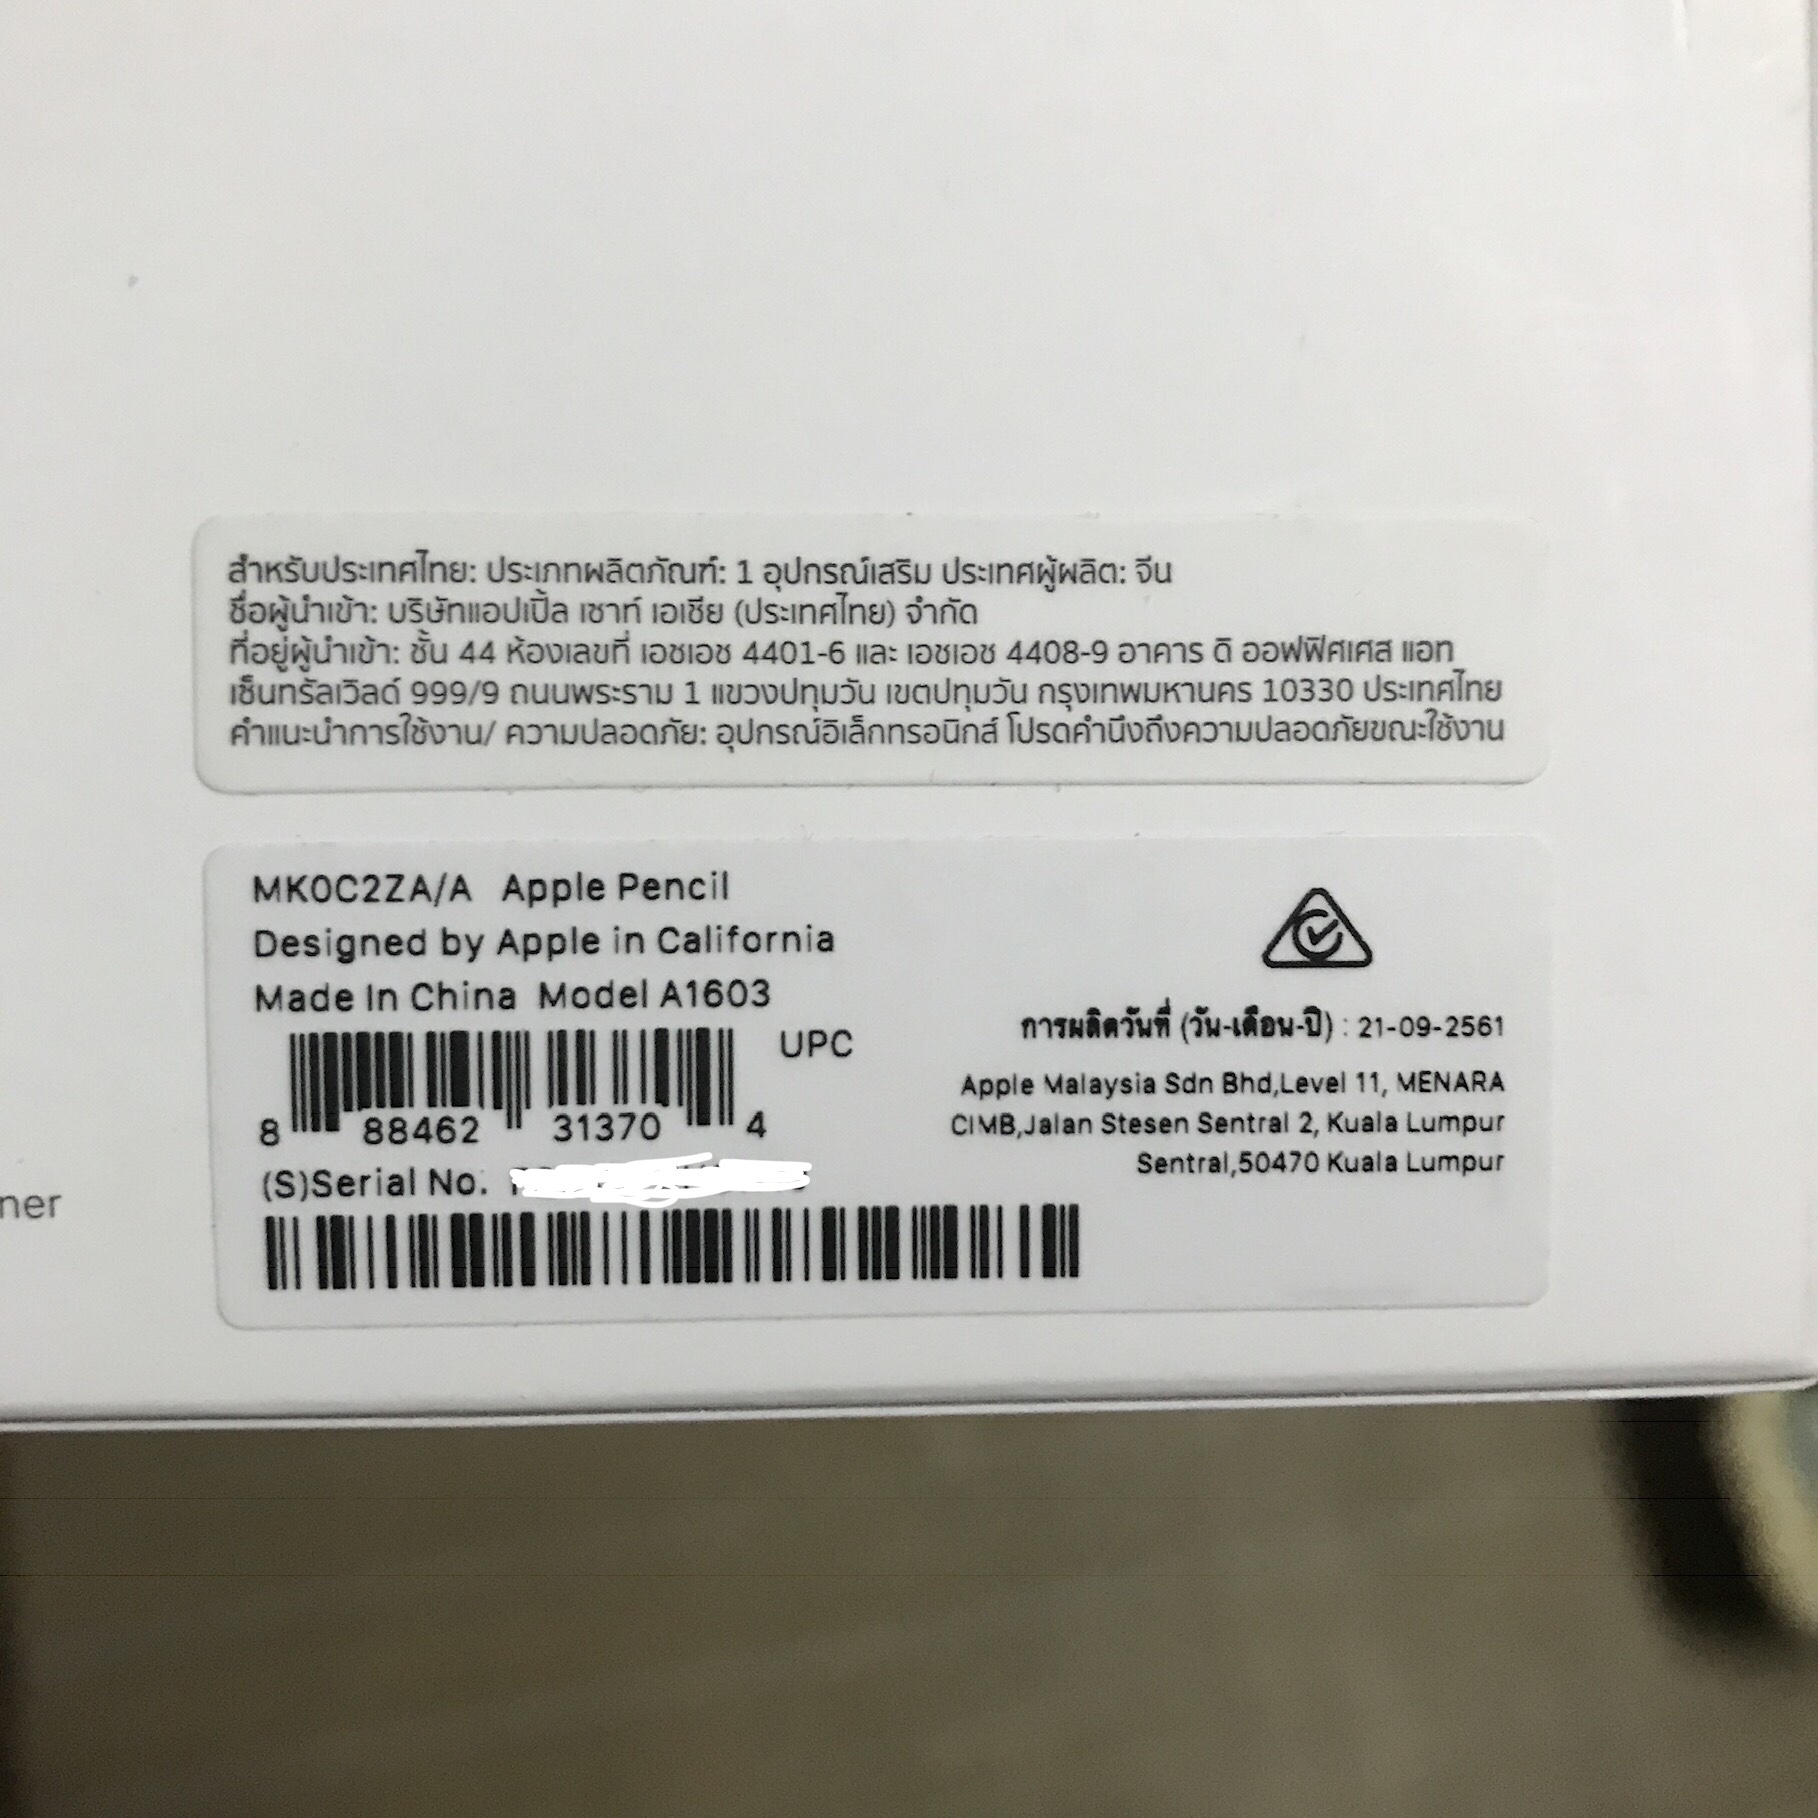 สำหรับประเทศไทย: ประเภทผลิตภัณฑ์: 1 อุปกรณ์เสริม ประเทศผู้ผลิต: จีน
ชื่อผู้นำเข้า: บริษัทแอปเปิ้ล เซาท์ เอเชีย (ประเทศไทย) จำกัด
ที่อยู่ผู้นำเข้า: ชั้น 44 ห้องเลขที่ เอชเอช 4401-6 และ เอชเอช 4408-9 อาคาร ดิ ออฟฟิศเศส แอท
เซ็นทรัลเวิลด์ 999/9 ถนนพระราม 1 แขวงปทุมวัน เขตปทุมวัน กรุงเทพมหานคร 10330 ประเทศไทย
คำแนะนำการใช้งาน/ ความปลอดภัย: อุปกรณ์อิเล็กทรอนิกส์ โปรดคำนึงถึงความปลอดภัยขณะใช้งาน
MK0C2ZA/A Apple Pencil
Designed by Apple in California
Made In China Model A1603
UPC
8 88462 31370 4
(S)Serial No.
การผลิตวันที่ (วัน-เดือน-ปี) : 21-09-2561
Apple Malaysia Sdn Bhd,Level 11, MENARA
CIMB,Jalan Stesen Sentral 2, Kuala Lumpur
Sentral,50470 Kuala Lumpur
ner